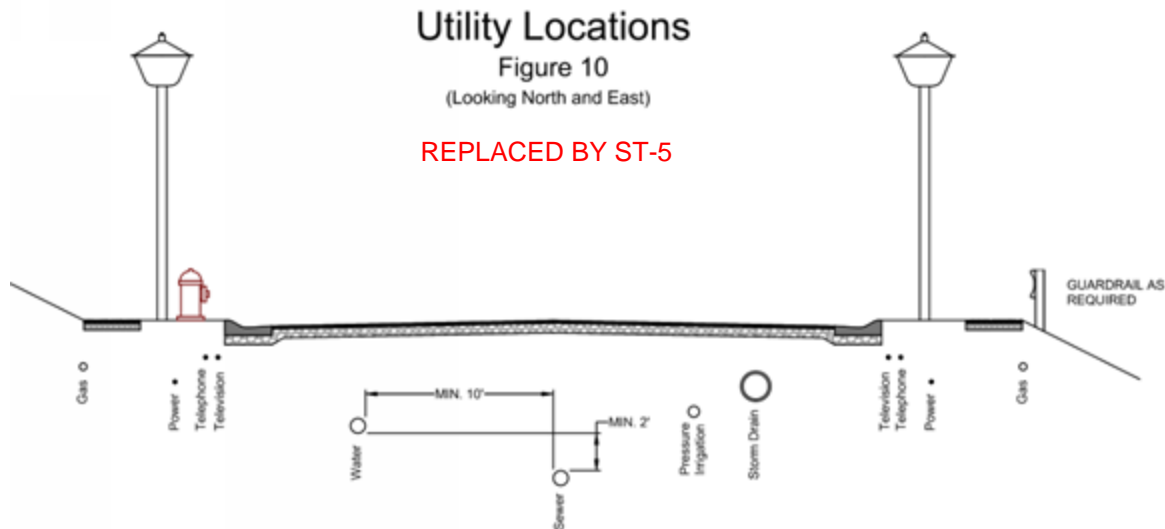 Utility Locations
Figure 10
(Looking North and East)
REPLACED BY ST-5
GUARDRAIL AS
REQUIRED
Gas
Power
Telephone
Television
MIN. 10'
MIN. 2'
Water
Sewer
Pressure
Irrigation
Storm Drain
Television
Telephone
Power
Gas